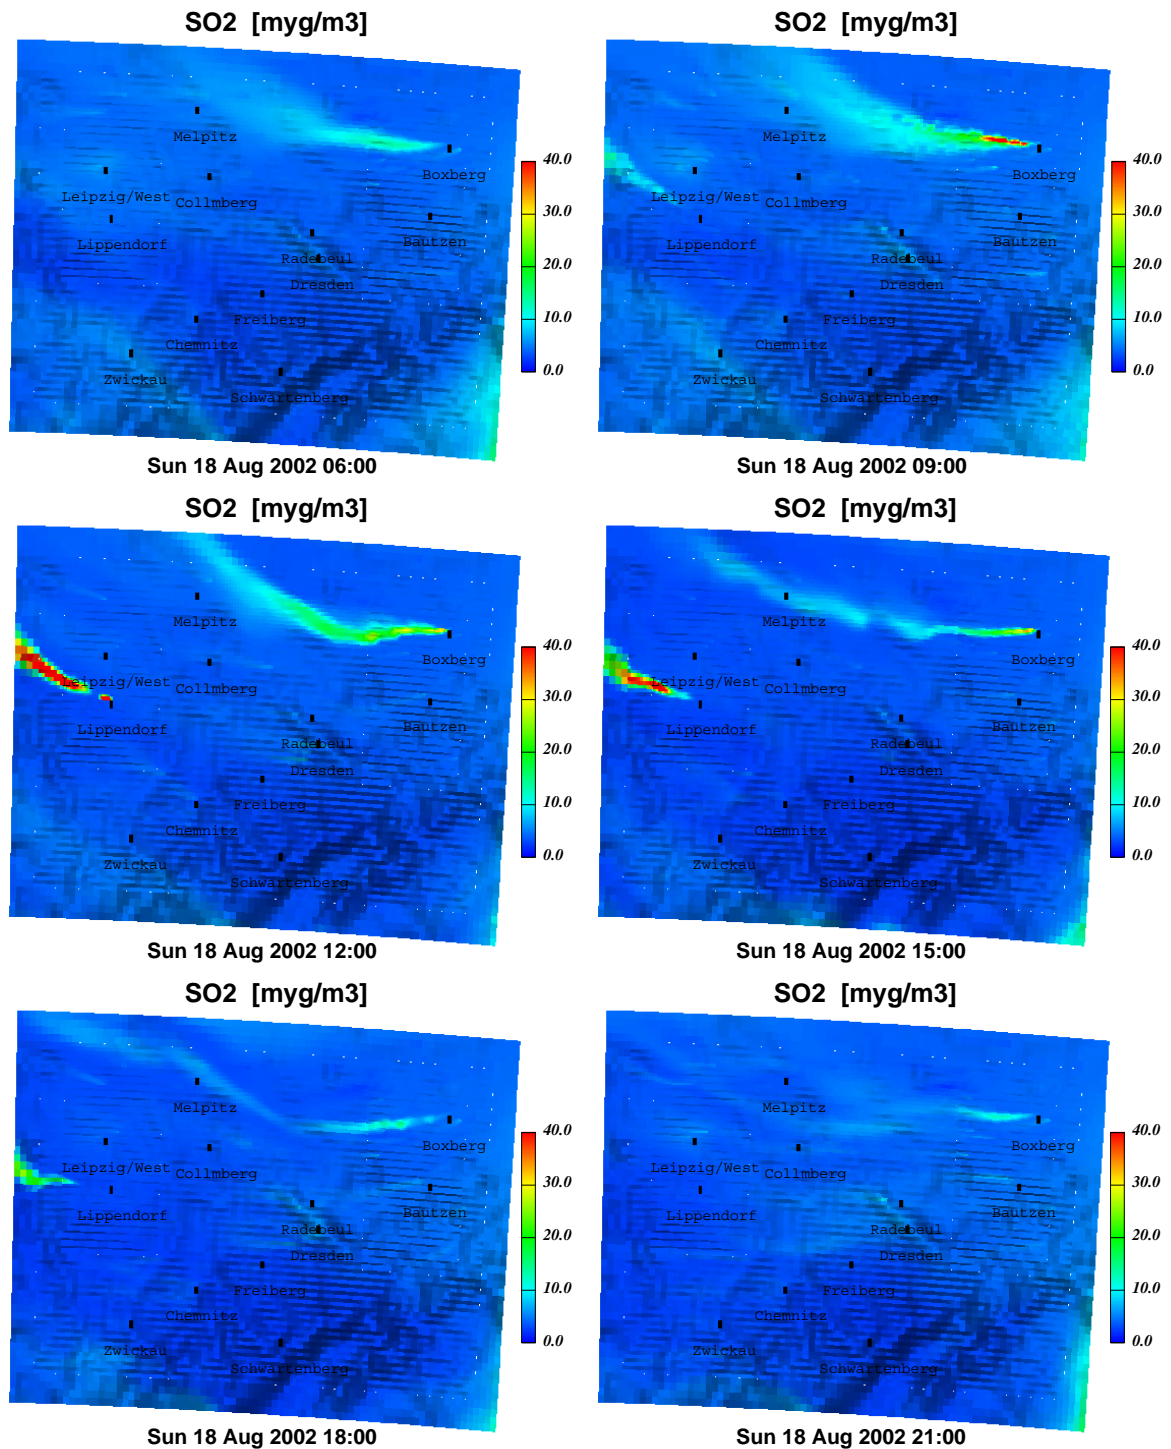 SO2 [myg/m3]
Melpitz
Boxberg
Leipzig/West
Collmberg
Lippendorf
Bautzen
Radebeul
Dresden
Freiberg
Chemnitz
Zwickau
Schwartenberg
40.0
30.0
20.0
10.0
0.0
Sun 18 Aug 2002 06:00
SO2 [myg/m3]
Melpitz
Boxberg
Leipzig/West
Collmberg
Lippendorf
Bautzen
Radebeul
Dresden
Freiberg
Chemnitz
Zwickau
Schwartenberg
40.0
30.0
20.0
10.0
0.0
Sun 18 Aug 2002 09:00
SO2 [myg/m3]
Melpitz
Boxberg
Leipzig/West
Collmberg
Lippendorf
Bautzen
Radebeul
Dresden
Freiberg
Chemnitz
Zwickau
Schwartenberg
40.0
30.0
20.0
10.0
0.0
Sun 18 Aug 2002 12:00
SO2 [myg/m3]
Melpitz
Boxberg
Leipzig/West
Collmberg
Lippendorf
Bautzen
Radebeul
Dresden
Freiberg
Chemnitz
Zwickau
Schwartenberg
40.0
30.0
20.0
10.0
0.0
Sun 18 Aug 2002 15:00
SO2 [myg/m3]
Melpitz
Boxberg
Leipzig/West
Collmberg
Lippendorf
Bautzen
Radebeul
Dresden
Freiberg
Chemnitz
Zwickau
Schwartenberg
40.0
30.0
20.0
10.0
0.0
Sun 18 Aug 2002 18:00
SO2 [myg/m3]
Melpitz
Boxberg
Leipzig/West
Collmberg
Lippendorf
Bautzen
Radebeul
Dresden
Freiberg
Chemnitz
Zwickau
Schwartenberg
40.0
30.0
20.0
10.0
0.0
Sun 18 Aug 2002 21:00